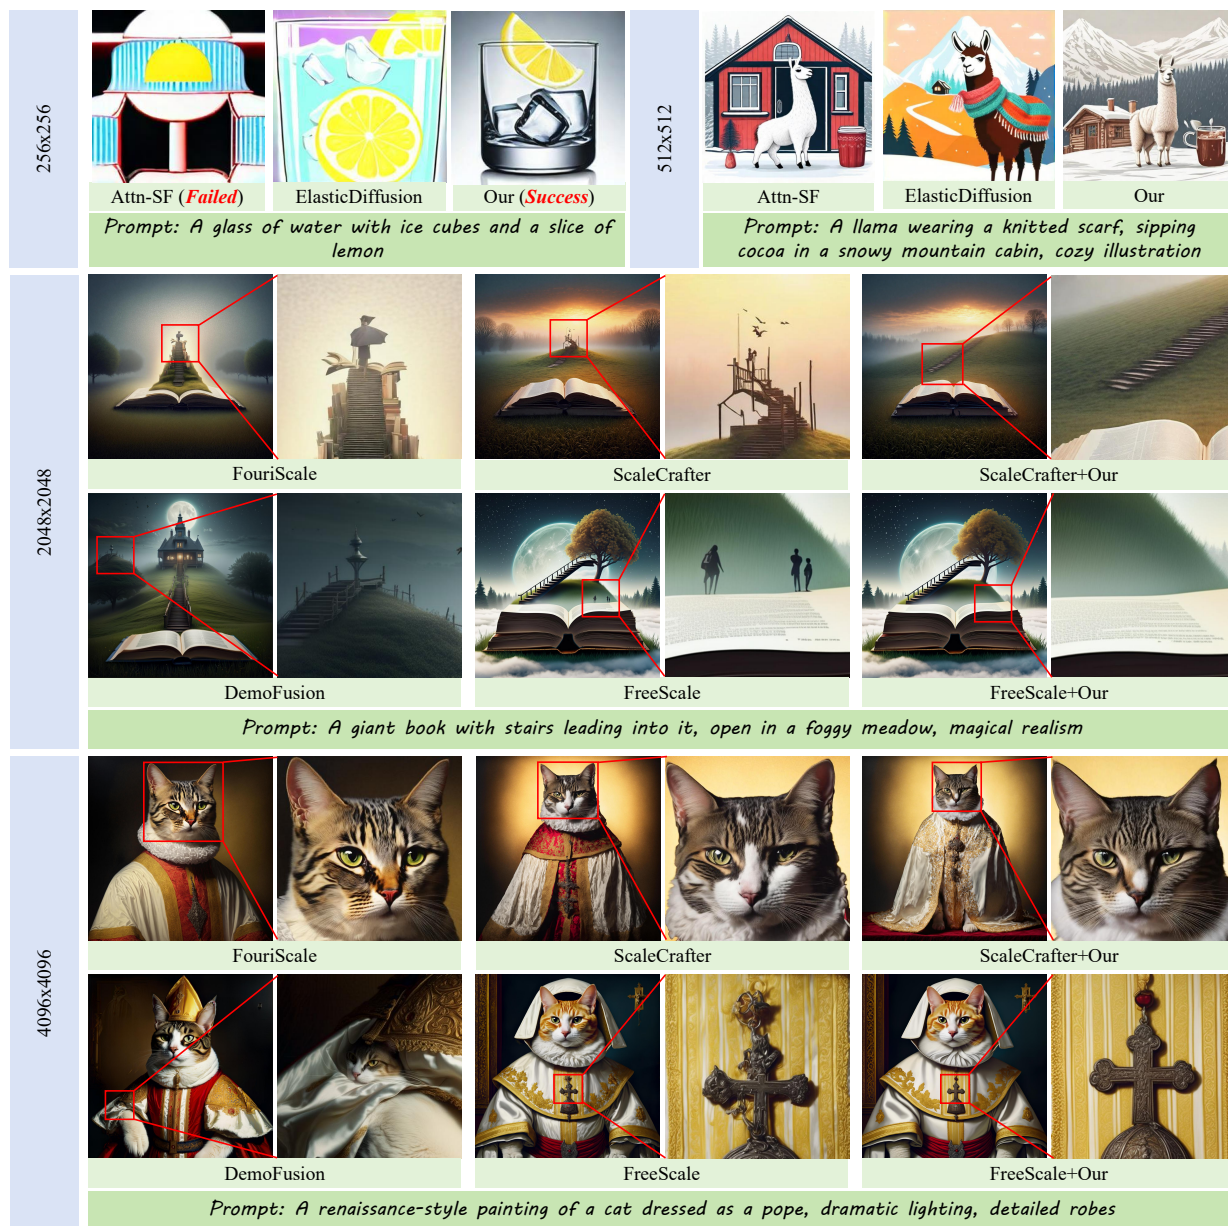 256x256
Attn-SF (Failed)
ElasticDiffusion
Our (Success)
Prompt: A glass of water with ice cubes and a slice of
lemon
512x512
Attn-SF
ElasticDiffusion
Our
Prompt: A llama wearing a knitted scarf, sipping
cocoa in a snowy mountain cabin, cozy illustration
2048x2048
FouriScale
ScaleCrafter
ScaleCrafter+Our
DemoFusion
FreeScale
FreeScale+Our
Prompt: A giant book with stairs leading into it, open in a foggy meadow, magical realism
4096x4096
FouriScale
ScaleCrafter
ScaleCrafter+Our
DemoFusion
FreeScale
FreeScale+Our
Prompt: A renaissance-style painting of a cat dressed as a pope, dramatic lighting, detailed robes